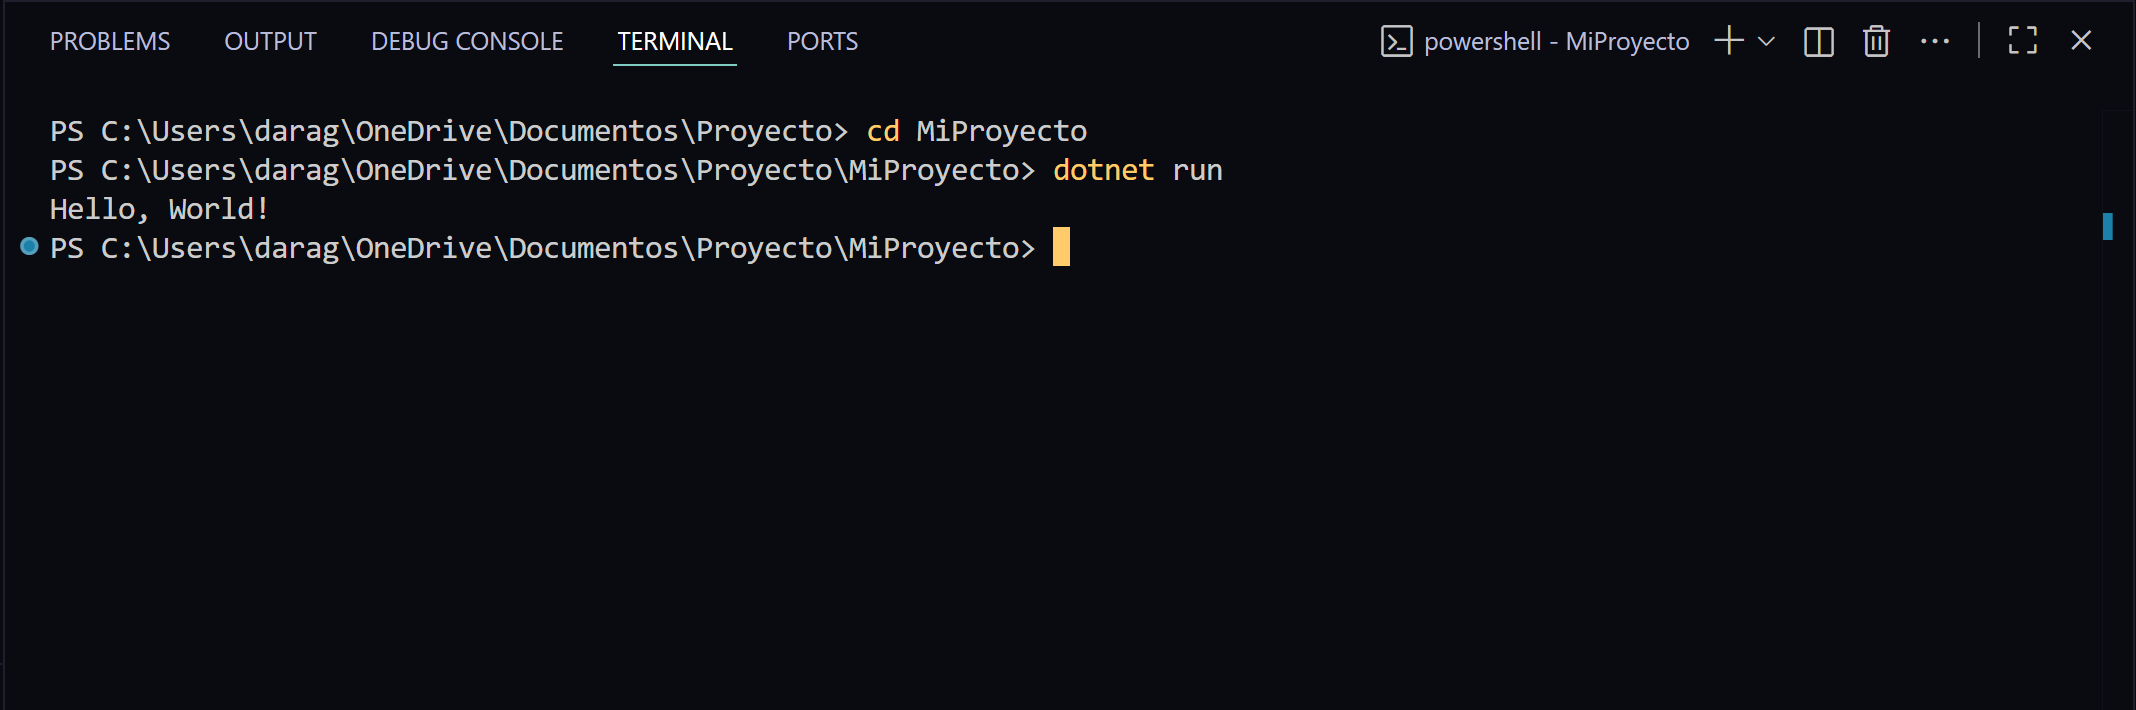 PROBLEMS OUTPUT DEBUG CONSOLE TERMINAL PORTS powershell - MiProyecto
PS C:\Users\darag\OneDrive\Documentos\Proyecto> cd MiProyecto
PS C:\Users\darag\OneDrive\Documentos\Proyecto\MiProyecto> dotnet run
Hello, World!
PS C:\Users\darag\OneDrive\Documentos\Proyecto\MiProyecto>